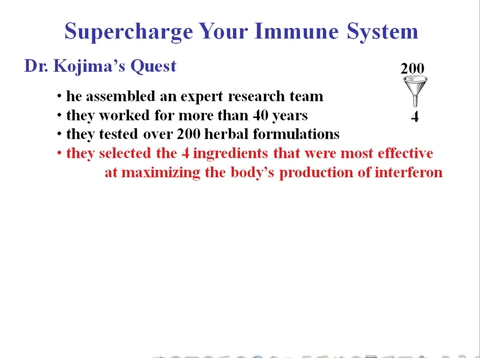 Supercharge Your Immune System
Dr. Kojima's Quest
200
• he assembled an expert research team
• they worked for more than 40 years
4
• they tested over 200 herbal formulations
• they selected the 4 ingredients that were most effective
at maximizing the body's production of interferon